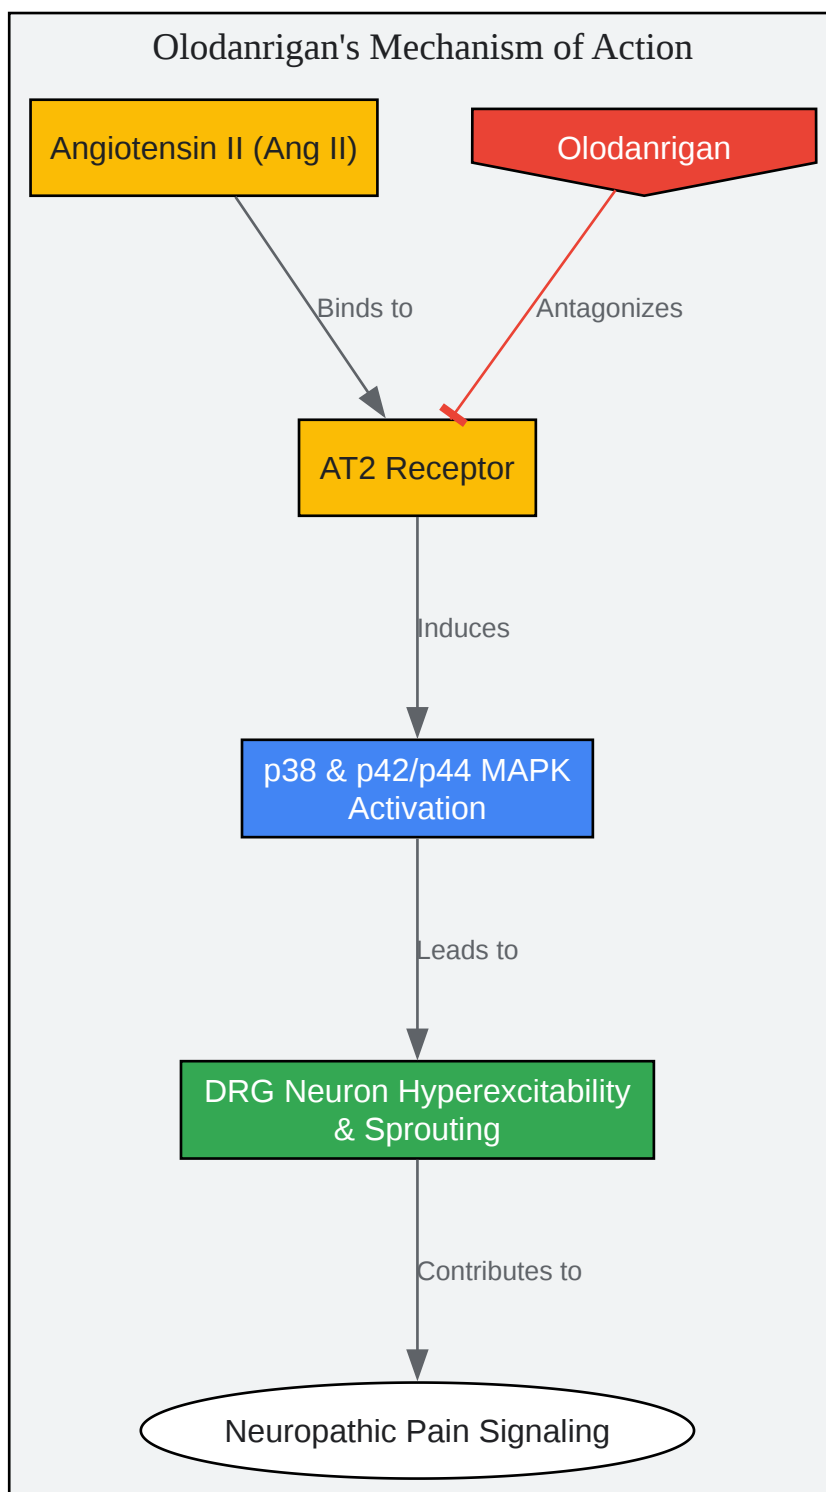 Olodanrigan's Mechanism of Action
Angiotensin II (Ang II)
Olodanrigan
Binds to
Antagonizes
AT2 Receptor
Induces
p38 & p42/p44 MAPK
Activation
Leads to
DRG Neuron Hyperexcitability
& Sprouting
Contributes to
Neuropathic Pain Signaling